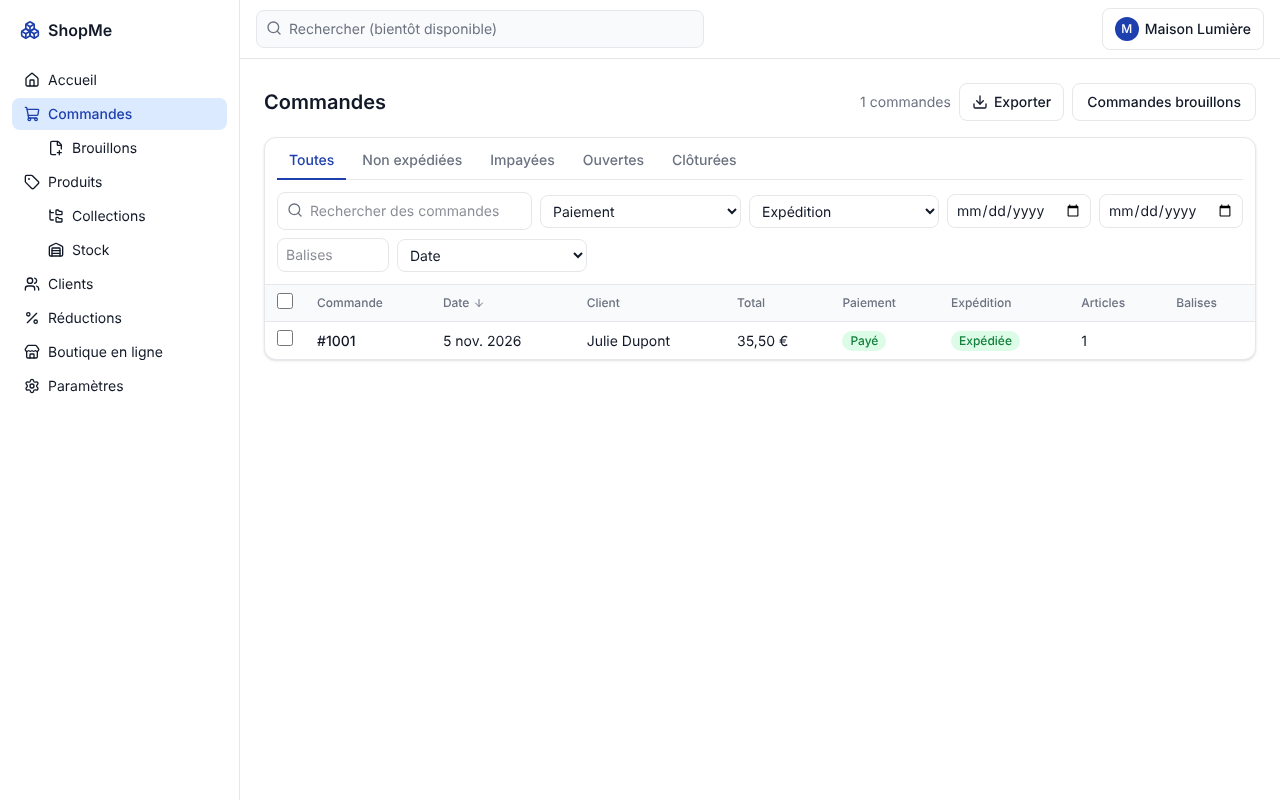 ShopMe
Rechercher (bientôt disponible)
M Maison Lumière
Accueil
Commandes
Brouillons
Produits
Collections
Stock
Clients
Réductions
Boutique en ligne
Paramètres
Commandes
1 commandes
Exporter
Commandes brouillons
Toutes Non expédiées Impayées Ouvertes Clôturées
Rechercher des commandes Paiement Expédition mm/dd/yyyy mm/dd/yyyy
Balises Date
Commande Date ↓ Client Total Paiement Expédition Articles Balises
#1001 5 nov. 2026 Julie Dupont 35,50 € Payé Expédiée 1